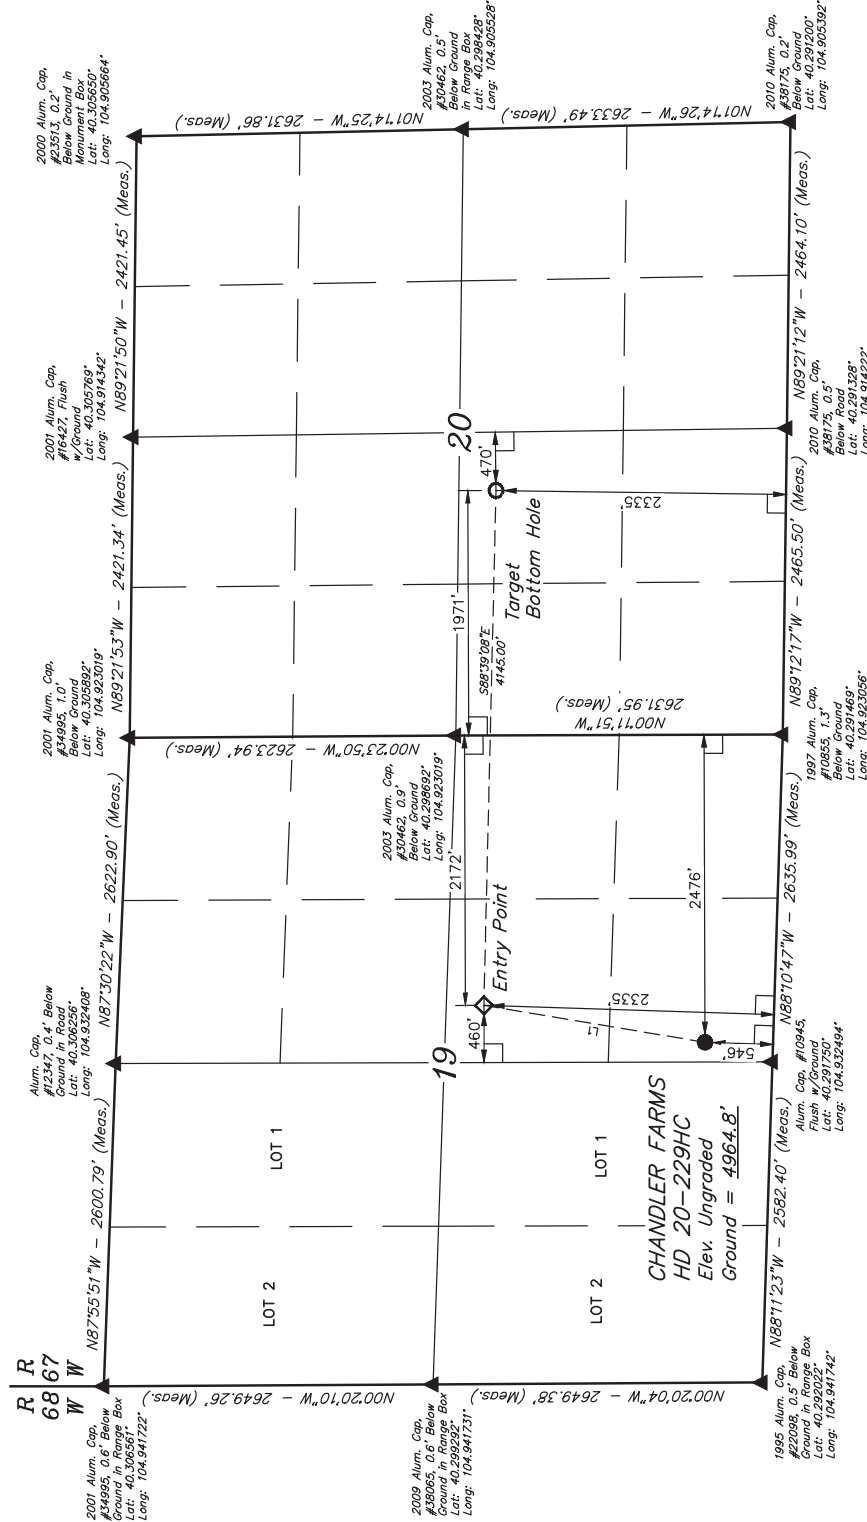 R R
68 67
W W
2001 Alum. Cap,
#34995, 0.6' Below
Ground in Range Box
Lat: 40.306561°
Long: 104.941722°
N87°55'51"W - 2600.79' (Meas.)
Alum. Cap,
#12347, 0.4' Below
Ground in Road
Lat: 40.306256°
Long: 104.932408°
N87°30'22"W - 2622.90' (Meas.)
2001 Alum. Cap,
#34995, 1.0'
Below Ground
Lat: 40.305892°
Long: 104.923019°
N89°21'53"W - 2421.34' (Meas.)
2001 Alum. Cap,
#16427, Flush
w/Ground
Lat: 40.305769°
Long: 104.914342°
N89°21'50"W - 2421.45' (Meas.)
2000 Alum. Cap,
#23513, 0.2'
Below Ground in
Monument Box
Lat: 40.305650°
Long: 104.905664°
N00°20'10"W - 2649.26' (Meas.)
LOT 2
LOT 1
N00°23'50"W - 2623.94' (Meas.)
N01°14'25"W - 2631.86' (Meas.)
2009 Alum. Cap,
#38065, 0.6' Below
Ground in Range Box
Lat: 40.299292°
Long: 104.941731°
19
2003 Alum. Cap,
#30462, 0.9'
Below Ground
Lat: 40.298692°
Long: 104.923019°
20
2003 Alum. Cap,
#30462, 0.5'
Below Ground
in Range Box
Lat: 40.298428°
Long: 104.905528°
460'
2172'
1971'
470'
Entry Point
S88°39'08"E
4145.00'
Target
Bottom Hole
N00°20'04"W - 2649.38' (Meas.)
LOT 2
LOT 1
L1
2335'
2476'
546'
N00°11'51"W
2631.95' (Meas.)
2335'
N01°14'26"W - 2633.49' (Meas.)
CHANDLER FARMS
HD 20-229HC
Elev. Ungraded
Ground = 4964.8'
1995 Alum. Cap,
#22098, 0.5' Below
Ground in Range Box
Lat: 40.292022°
Long: 104.941742°
N88°11'23"W - 2582.40' (Meas.)
Alum. Cap, #10945,
Flush w/Ground
Lat: 40.291750°
Long: 104.932494°
N88°10'47"W - 2635.99' (Meas.)
1997 Alum. Cap,
#10855, 1.3'
Below Ground
Lat: 40.291469°
Long: 104.923056°
N89°12'17"W - 2465.50' (Meas.)
2010 Alum. Cap,
#38175, 0.5'
Below Road
Lat: 40.291328°
Long: 104.914222°
N89°21'12"W - 2464.10' (Meas.)
2010 Alum. Cap,
#38175, 0.2'
Below Ground
Lat: 40.291200°
Long: 104.905392°